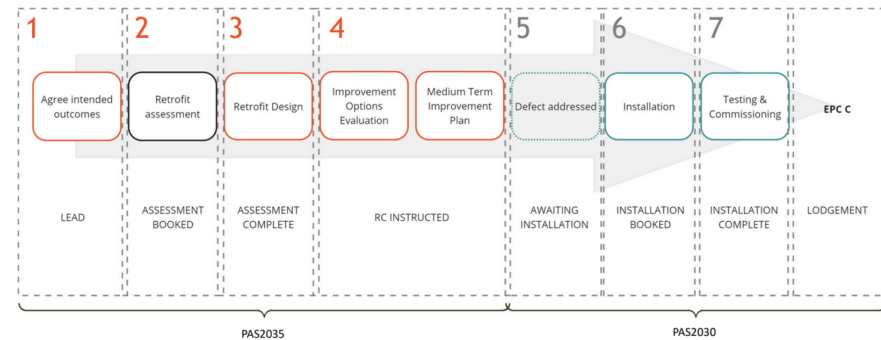 1
2
3
4
5
6
7
Agree intended
outcomes
Retrofit
assessment
Retrofit Design
Improvement
Options
Evaluation
Medium Term
Improvement
Plan
Defect addressed
Installation
Testing &
Commissioning
EPC C
LEAD
ASSESSMENT
BOOKED
ASSESSMENT
COMPLETE
RC INSTRUCTED
AWAITING
INSTALLATION
INSTALLATION
BOOKED
INSTALLATION
COMPLETE
LODGEMENT
PAS2035
PAS2030